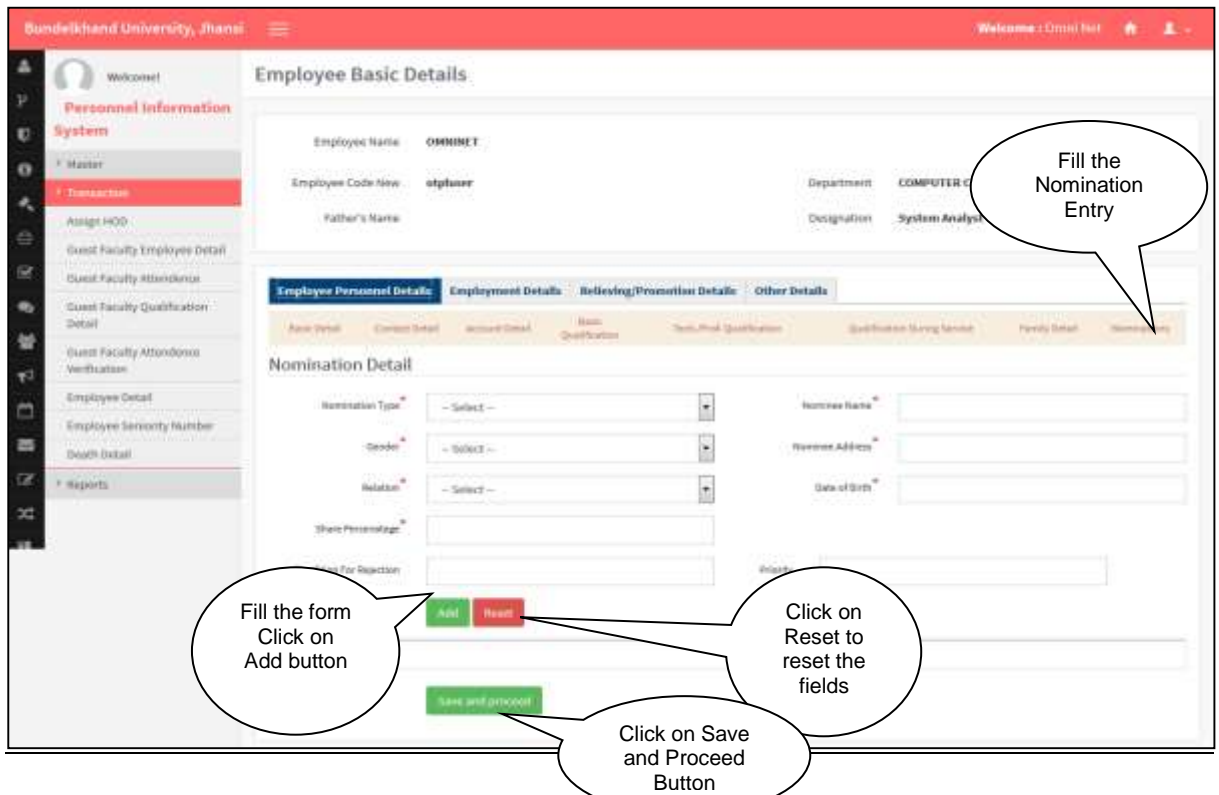 Bundelkhand University, Jhansi
Welcome : Omni Net
Welcome!
Personnel Information
System
Master
Transaction
Assign HOD
Guest Faculty Employee Detail
Guest Faculty Attendence
Guest Faculty Qualification
Detail
Guest Faculty Attendence
Verification
Employee Detail
Employee Seniority Number
Death Detail
Reports
Employee Basic Details
Employee Name OMNINET
Employee Code New otpluser Department COMPUTER
Father's Name Designation System Analyst
Fill the
Nomination
Entry
Employee Personnel Details Employment Details Relieving/Promotion Details Other Details
Basic Detail Contact Detail Account Detail Basic Qualification Tech./Prof. Qualification Qualification During Service Family Detail
Nomination Detail
Nomination Type* -- Select -- Nominee Name*
Gender* -- Select -- Nominee Address*
Relation* -- Select -- Date of Birth*
Share Percentage*
For Rejection Priority
Add Reset
Fill the form
Click on
Add button
Click on
Reset to
reset the
fields
Save and proceed
Click on Save
and Proceed
Button